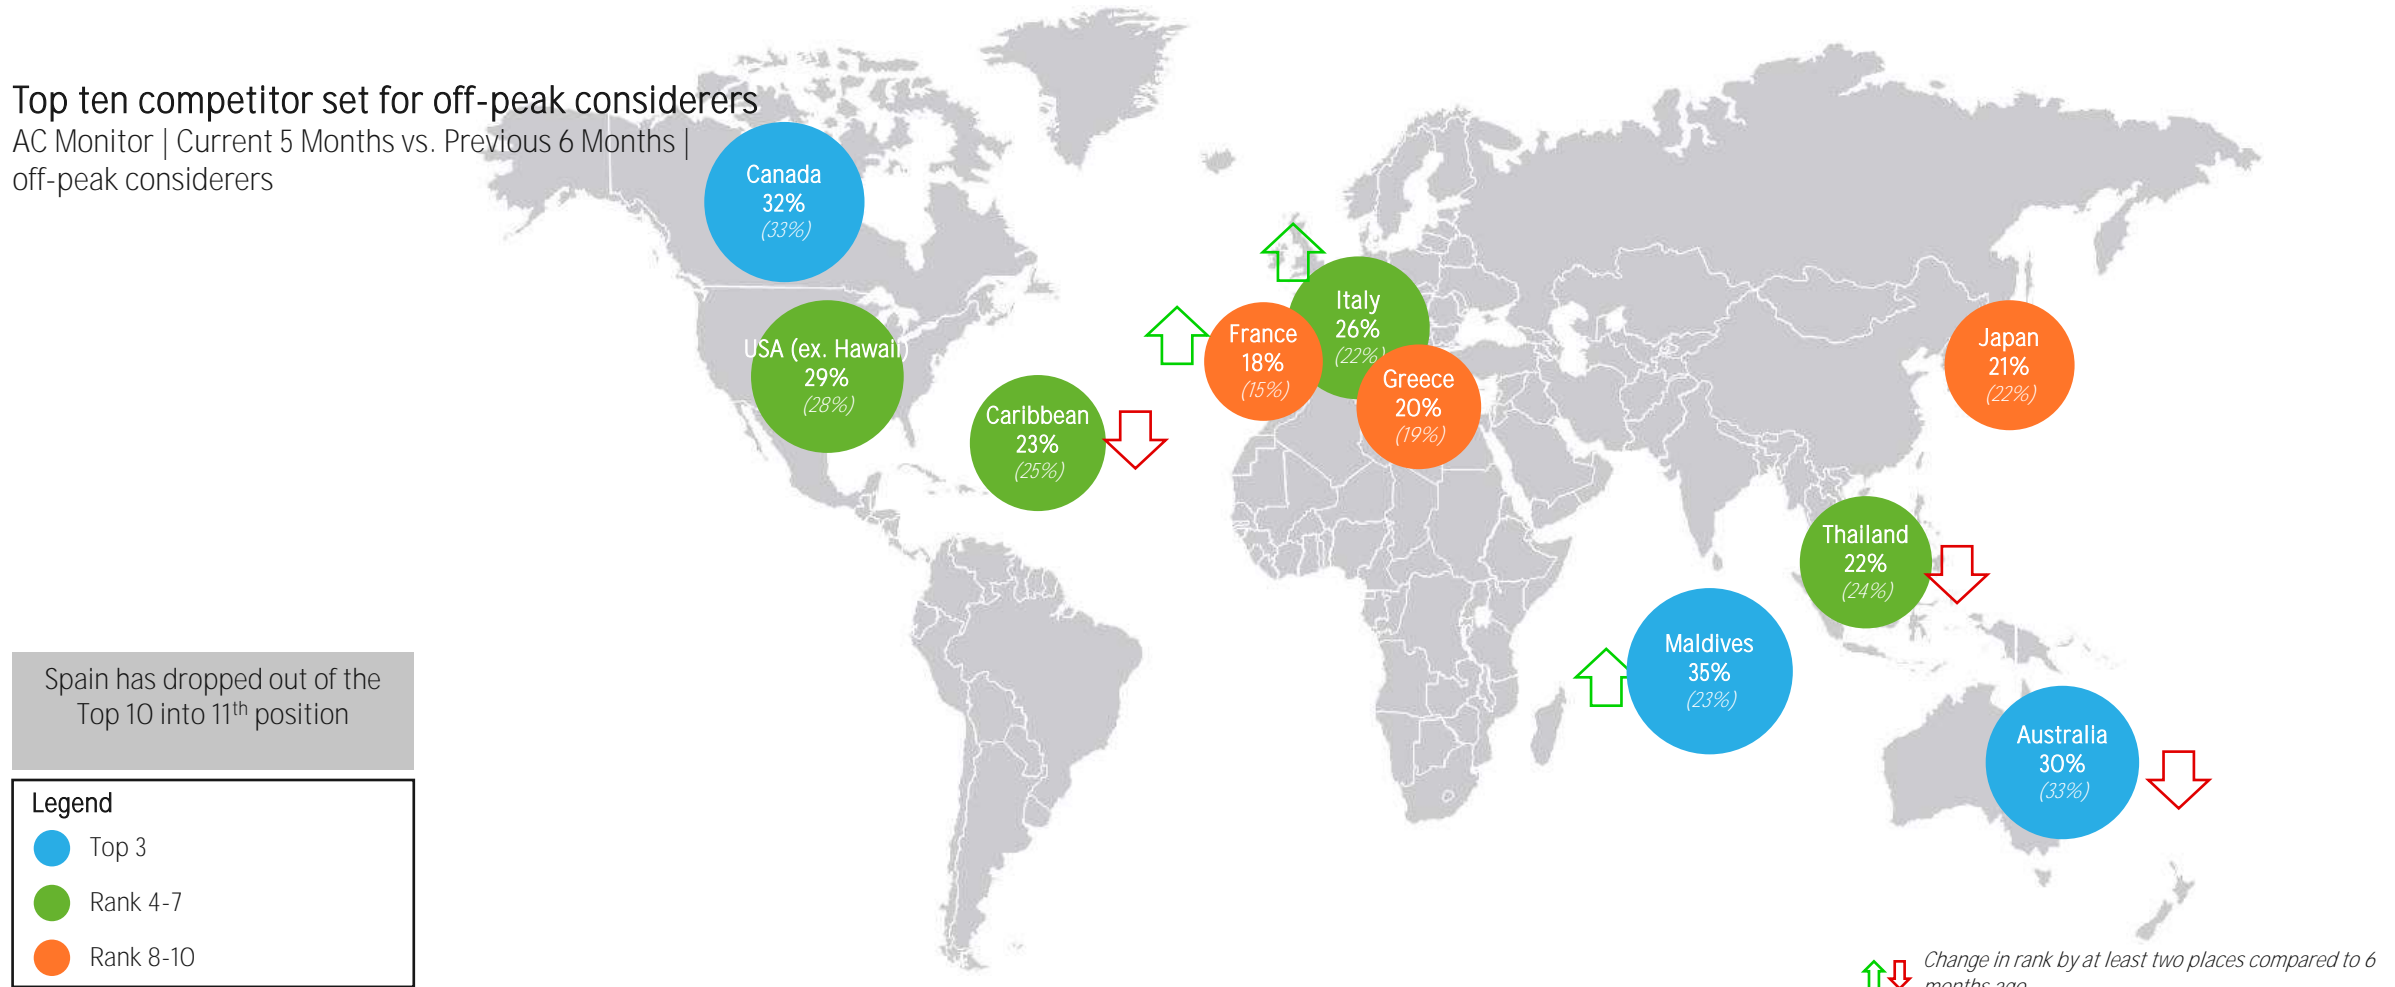 Top ten competitor set for off-peak considerers
AC Monitor | Current 5 Months vs. Previous 6 Months |
off-peak considerers
Canada
32%
(33%)
USA (ex. Hawaii)
29%
(28%)
Caribbean
23%
(25%)
Italy
26%
(22%)
France
18%
(15%)
Greece
20%
(19%)
Japan
21%
(22%)
Thailand
22%
(24%)
Maldives
35%
(23%)
Australia
30%
(33%)
Spain has dropped out of the
Top 10 into 11th position
Legend
Top 3
Rank 4-7
Rank 8-10
Change in rank by at least two places compared to 6
months ago